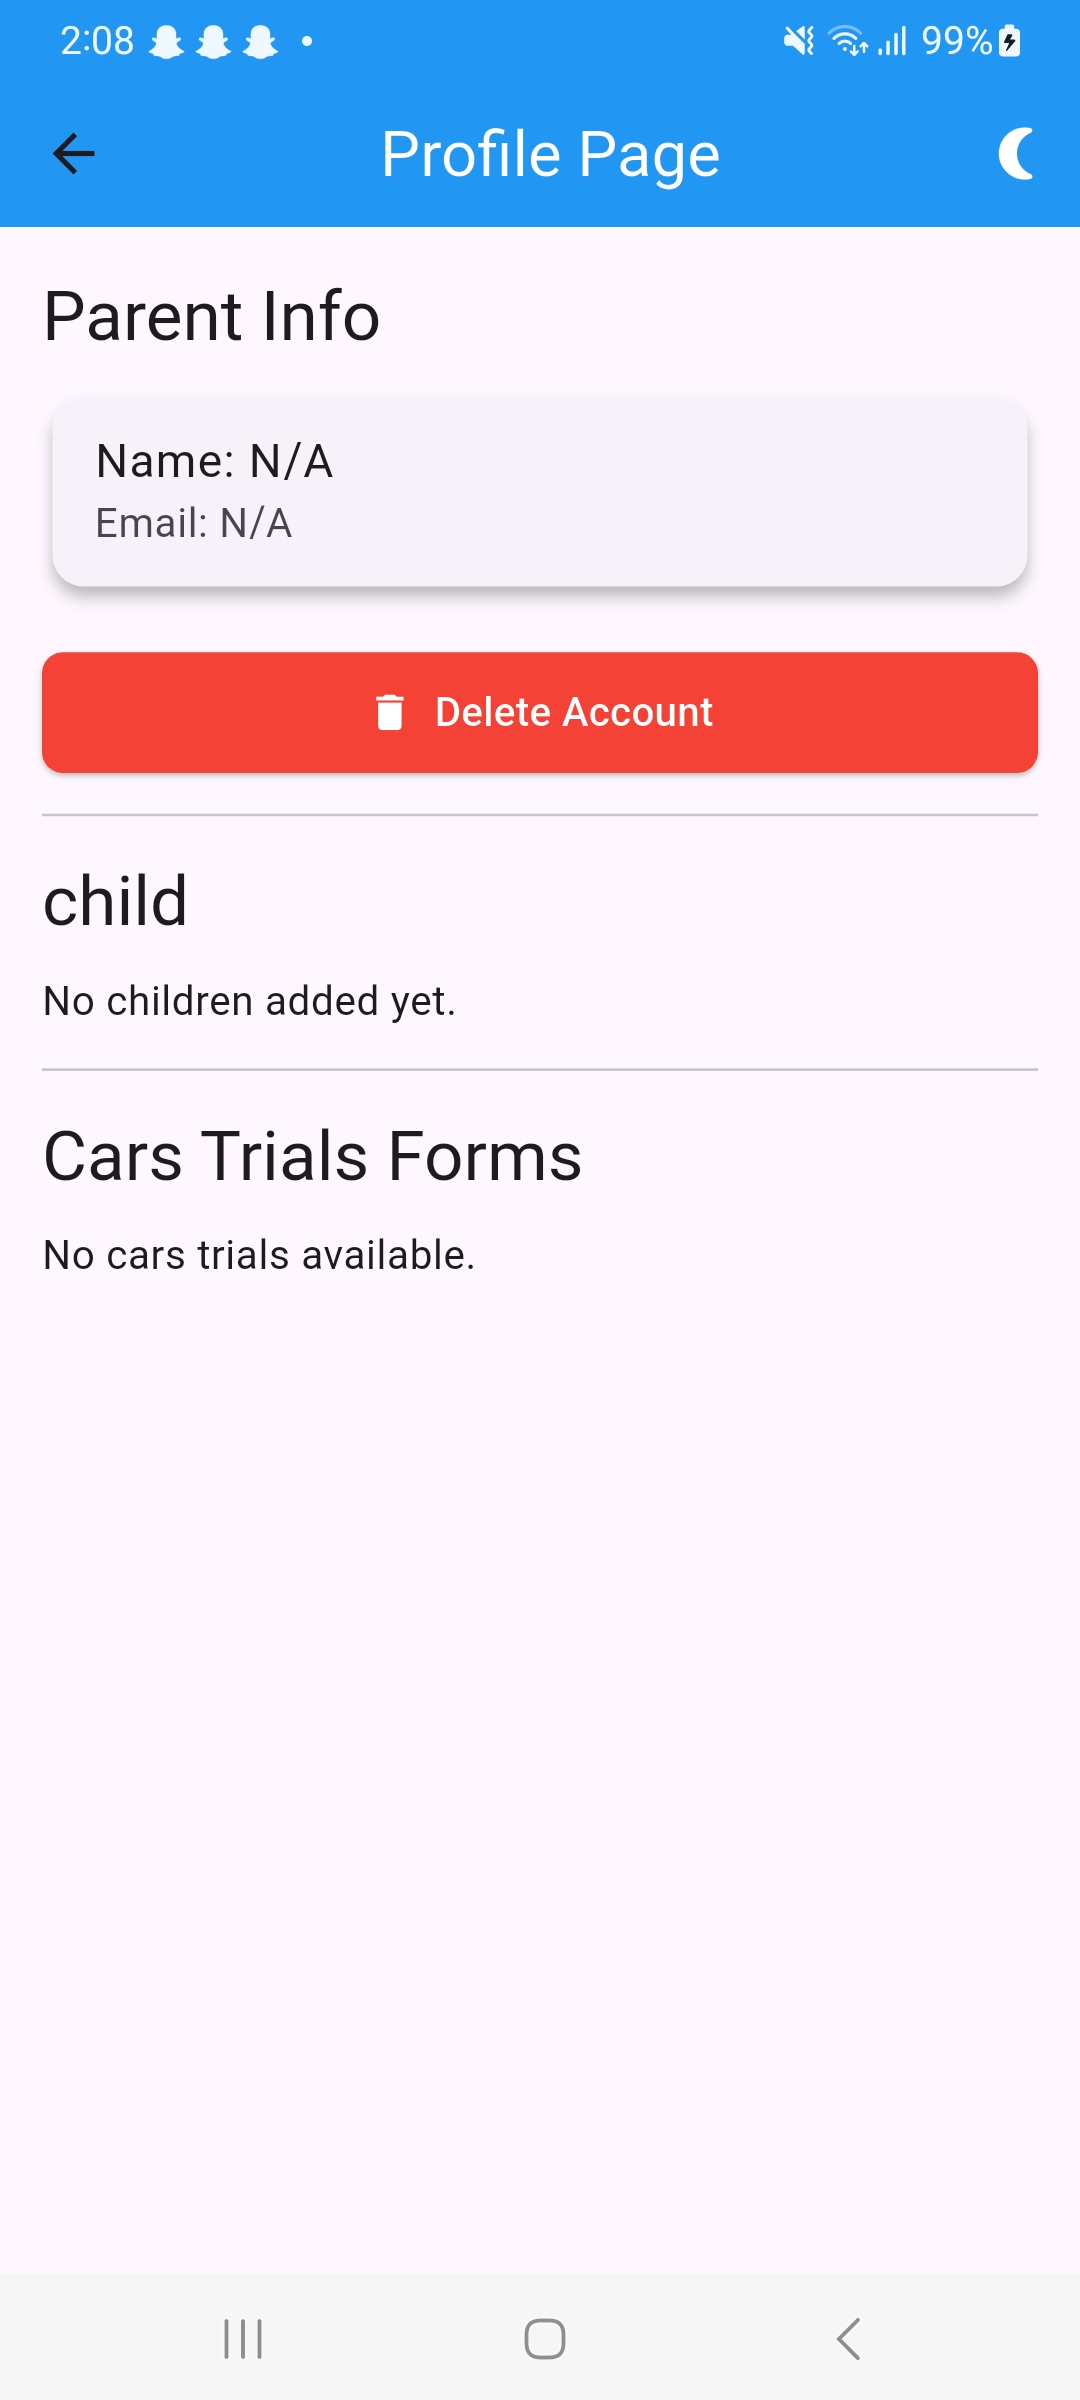 2:08
99%
Profile Page
Parent Info
Name: N/A
Email: N/A
Delete Account
child
No children added yet.
Cars Trials Forms
No cars trials available.